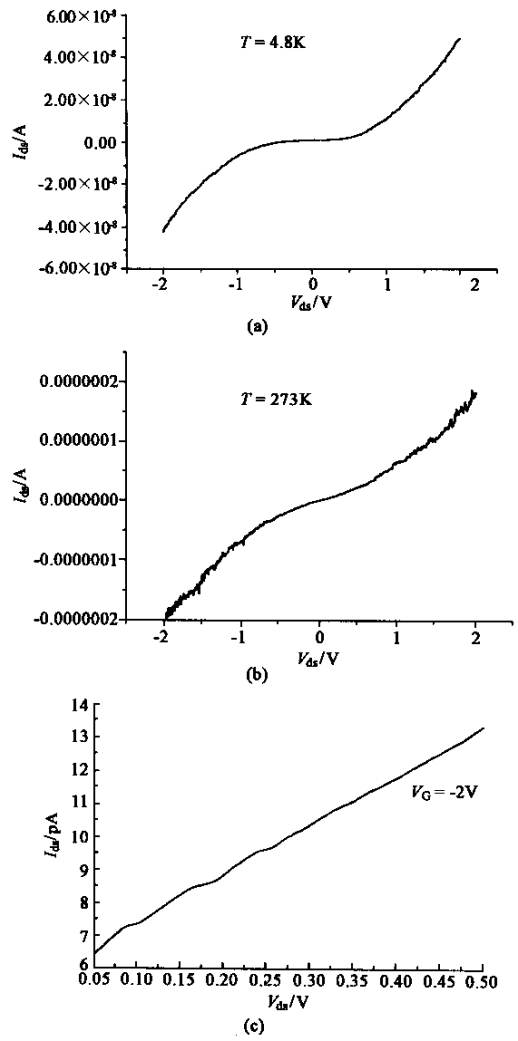 6.00×10⁻⁸
T = 4.8K
4.00×10⁻⁸
2.00×10⁻⁸
0.00
-2.00×10⁻⁸
-4.00×10⁻⁸
-6.00×10⁻⁸
I_ds/A
-2 -1 0 1 2
V_ds/V
(a)
0.0000002
T = 273K
0.0000001
0.0000000
-0.0000001
-0.0000002
I_ds/A
-2 -1 0 1 2
V_ds/V
(b)
14
13
12
11
10
9
8
7
6
I_ds/pA
V_G = -2V
0.05 0.10 0.15 0.20 0.25 0.30 0.35 0.40 0.45 0.50
V_ds/V
(c)